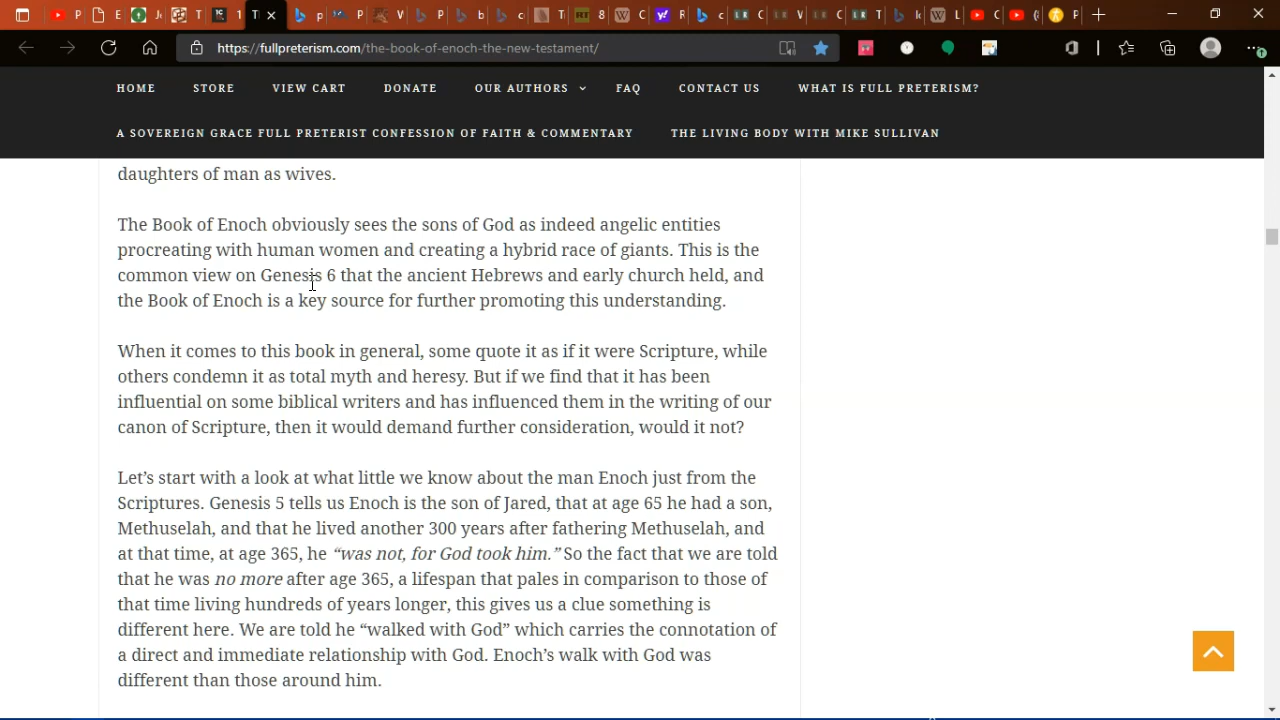 https://fullpreterism.com/the-book-of-enoch-the-new-testament/
HOME STORE VIEW CART DONATE OUR AUTHORS FAQ CONTACT US WHAT IS FULL PRETERISM?
A SOVEREIGN GRACE FULL PRETERIST CONFESSION OF FAITH & COMMENTARY THE LIVING BODY WITH MIKE SULLIVAN
daughters of man as wives.
The Book of Enoch obviously sees the sons of God as indeed angelic entities
procreating with human women and creating a hybrid race of giants. This is the
common view on Genesis 6 that the ancient Hebrews and early church held, and
the Book of Enoch is a key source for further promoting this understanding.
When it comes to this book in general, some quote it as if it were Scripture, while
others condemn it as total myth and heresy. But if we find that it has been
influential on some biblical writers and has influenced them in the writing of our
canon of Scripture, then it would demand further consideration, would it not?
Let’s start with a look at what little we know about the man Enoch just from the
Scriptures. Genesis 5 tells us Enoch is the son of Jared, that at age 65 he had a son,
Methuselah, and that he lived another 300 years after fathering Methuselah, and
at that time, at age 365, he “was not, for God took him.” So the fact that we are told
that he was no more after age 365, a lifespan that pales in comparison to those of
that time living hundreds of years longer, this gives us a clue something is
different here. We are told he “walked with God” which carries the connotation of
a direct and immediate relationship with God. Enoch’s walk with God was
different than those around him.